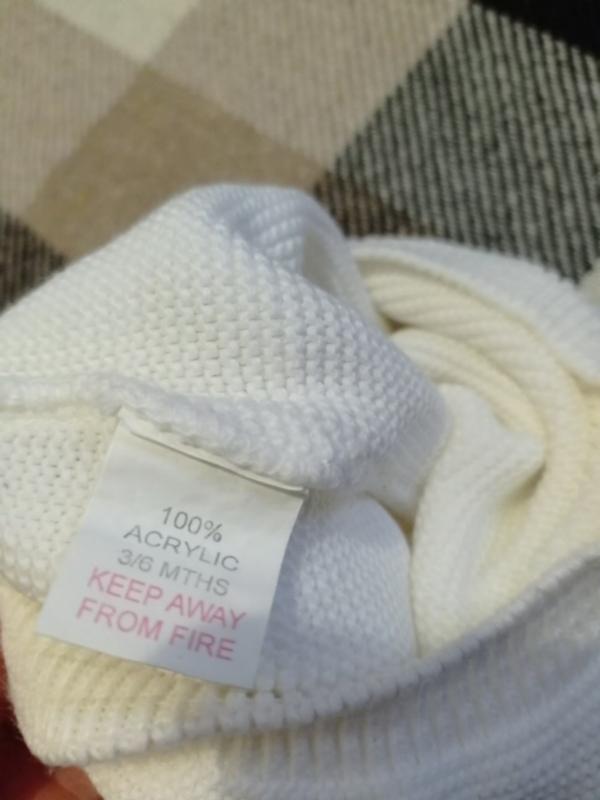 100%
ACRYLIC
3/6 MTHS
KEEP AWAY
FROM FIRE